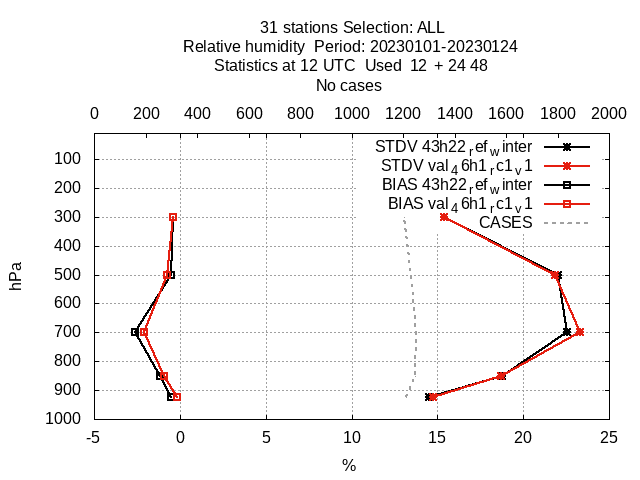 31 stations Selection: ALL
Relative humidity  Period: 20230101-20230124
Statistics at 12 UTC  Used  12  + 24 48
No cases
0 200 400 600 800 1000 1200 1400 1600 1800 2000
STDV 43h22_ref_winter
STDV val_46h1_rc1_v1
BIAS 43h22_ref_winter
BIAS val_46h1_rc1_v1
CASES
100
200
300
400
500
600
700
800
900
1000
hPa
-5 0 5 10 15 20 25
%